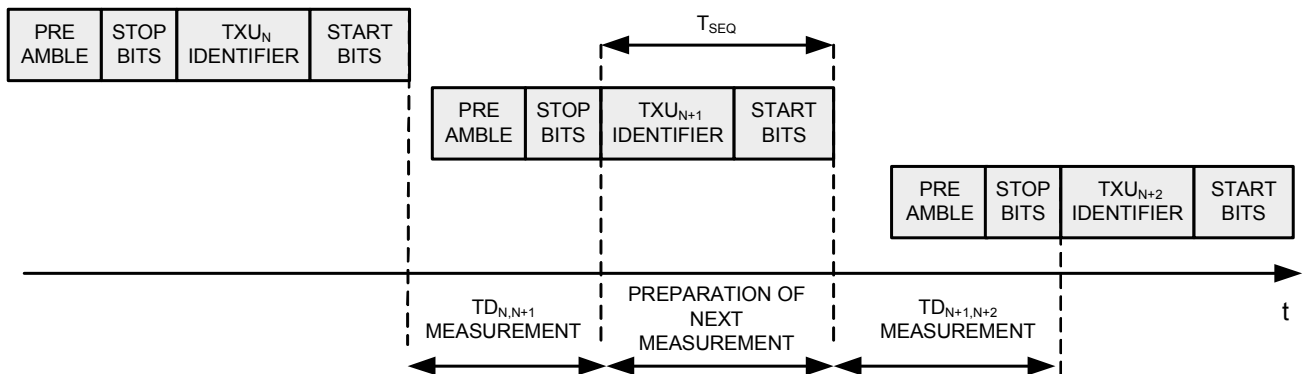 PRE
AMBLE
STOP
BITS
TXU_N
IDENTIFIER
START
BITS
T_SEQ
PRE
AMBLE
STOP
BITS
TXU_N+1
IDENTIFIER
START
BITS
PRE
AMBLE
STOP
BITS
TXU_N+2
IDENTIFIER
START
BITS
TD_N,N+1
MEASUREMENT
PREPARATION OF
NEXT
MEASUREMENT
TD_N+1,N+2
MEASUREMENT
t